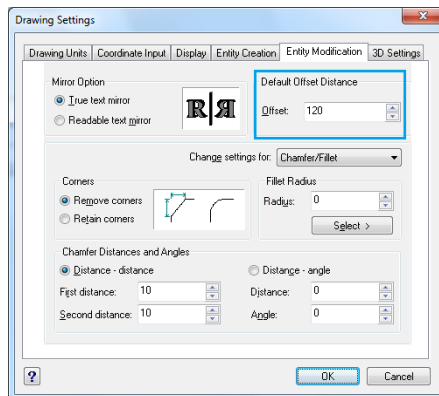 Drawing Settings
Drawing Units Coordinate Input Display Entity Creation Entity Modification 3D Settings
Mirror Option
True text mirror
Readable text mirror
R R
Default Offset Distance
Offset: 120
Change settings for: Chamfer/Fillet
Corners
Remove corners
Retain corners
Fillet Radius
Radius: 0
Select >
Chamfer Distances and Angles
Distance - distance
Distance - angle
First distance: 10
Distance: 0
Second distance: 10
Angle: 0
?
OK Cancel